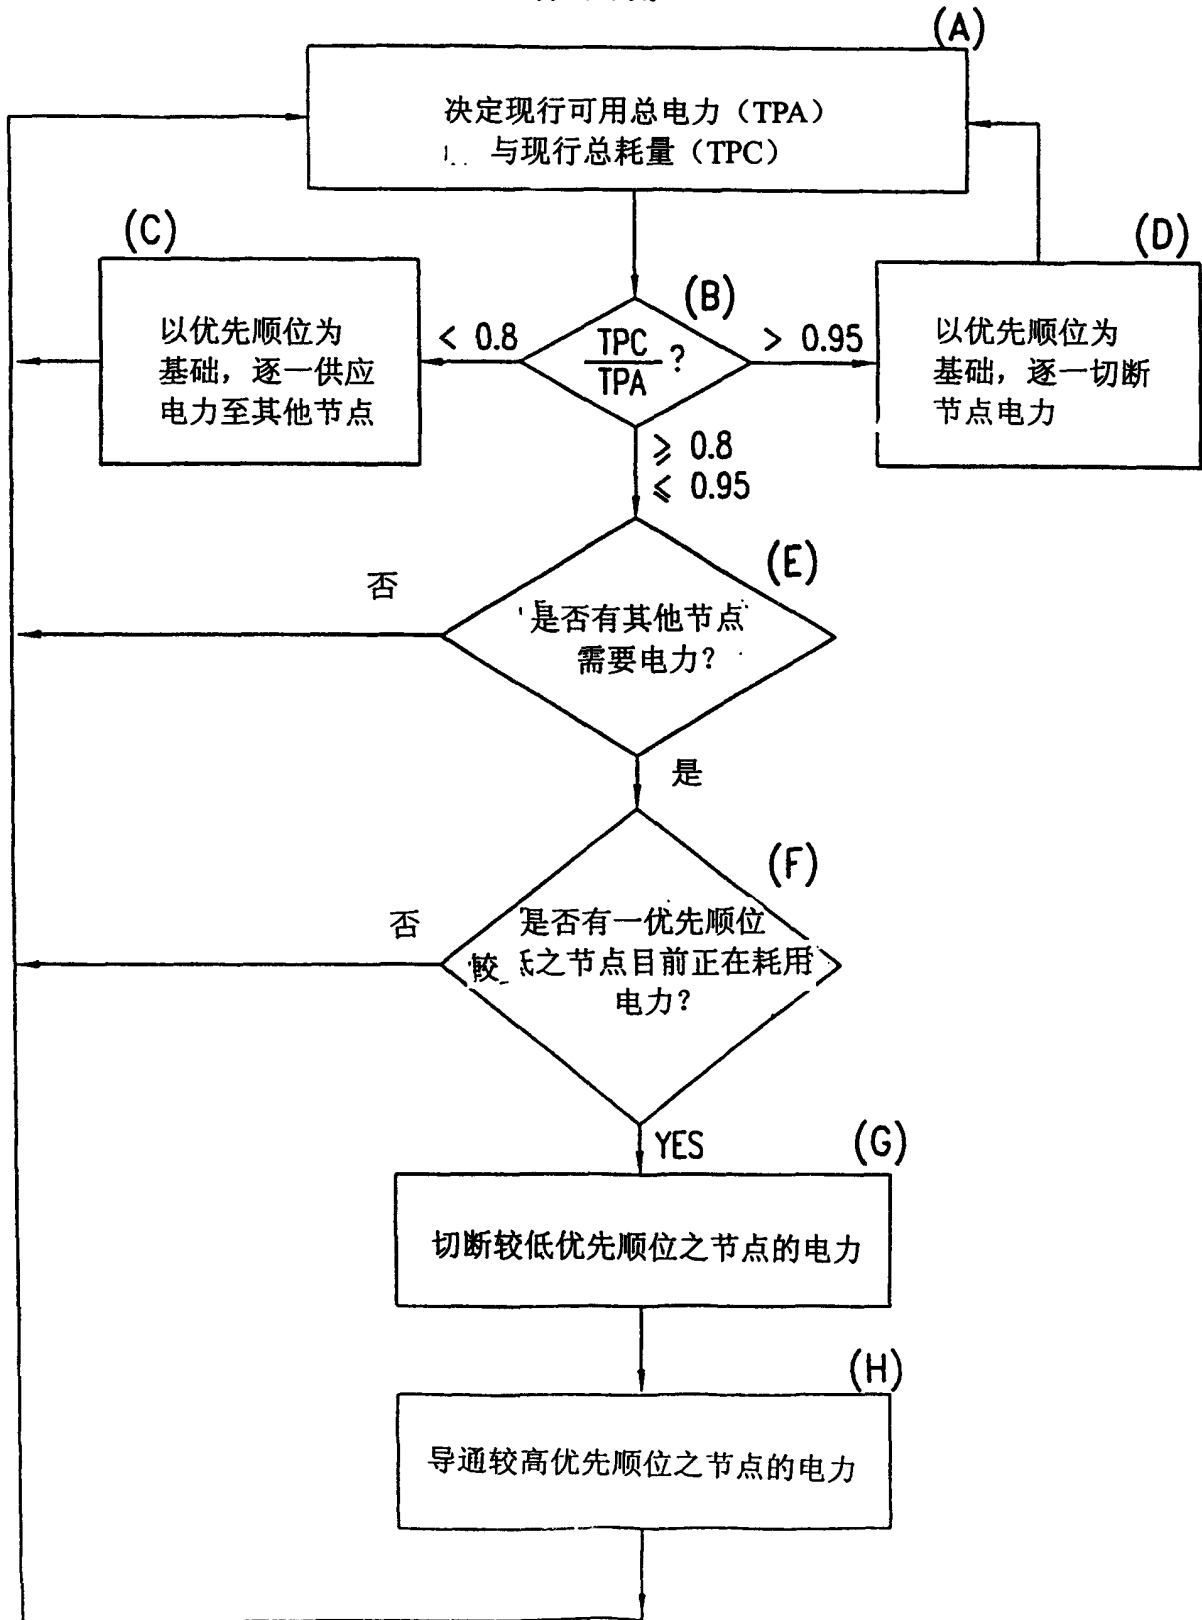 (A)
决定现行可用总电力（TPA）
与现行总耗量（TPC）
(C)
(D)
(B)
以优先顺位为
基础，逐一供应
电力至其他节点
< 0.8
TPC
TPA
?
> 0.95
以优先顺位为
基础，逐一切断
节点电力
≥ 0.8
≤ 0.95
(E)
否
是否有其他节点
需要电力？
是
(F)
否
是否有一优先顺位
较低之节点目前正在耗用
电力？
YES
(G)
切断较低优先顺位之节点的电力
(H)
导通较高优先顺位之节点的电力